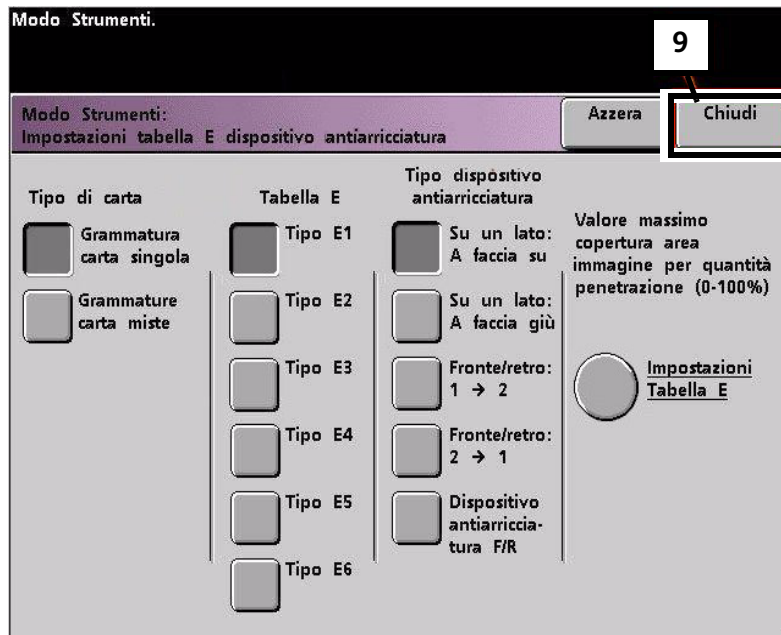 Modo Strumenti.
9
Modo Strumenti:
Impostazioni tabella E dispositivo antiarricciatura
Azzera
Chiudi
Tipo di carta
Grammatura
carta singola
Grammature
carta miste
Tabella E
Tipo E1
Tipo E2
Tipo E3
Tipo E4
Tipo E5
Tipo E6
Tipo dispositivo
antiarricciatura
Su un lato:
A faccia su
Su un lato:
A faccia giù
Fronte/retro:
1 → 2
Fronte/retro:
2 → 1
Dispositivo
antiarriccia-
tura F/R
Valore massimo
copertura area
immagine per quantità
penetrazione (0-100%)
Impostazioni
Tabella E